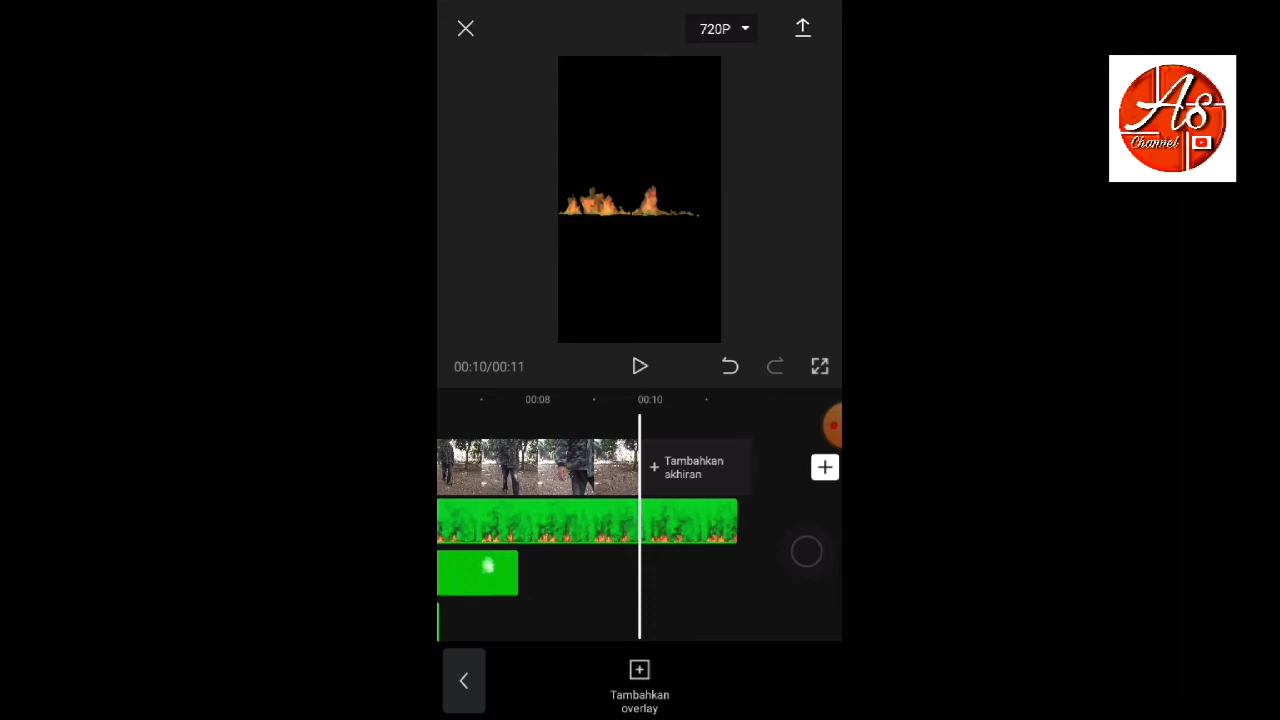 720P
As
Channel
00:10/00:11
00:08
00:10
Tambahkan
akhiran
Tambahkan
overlay